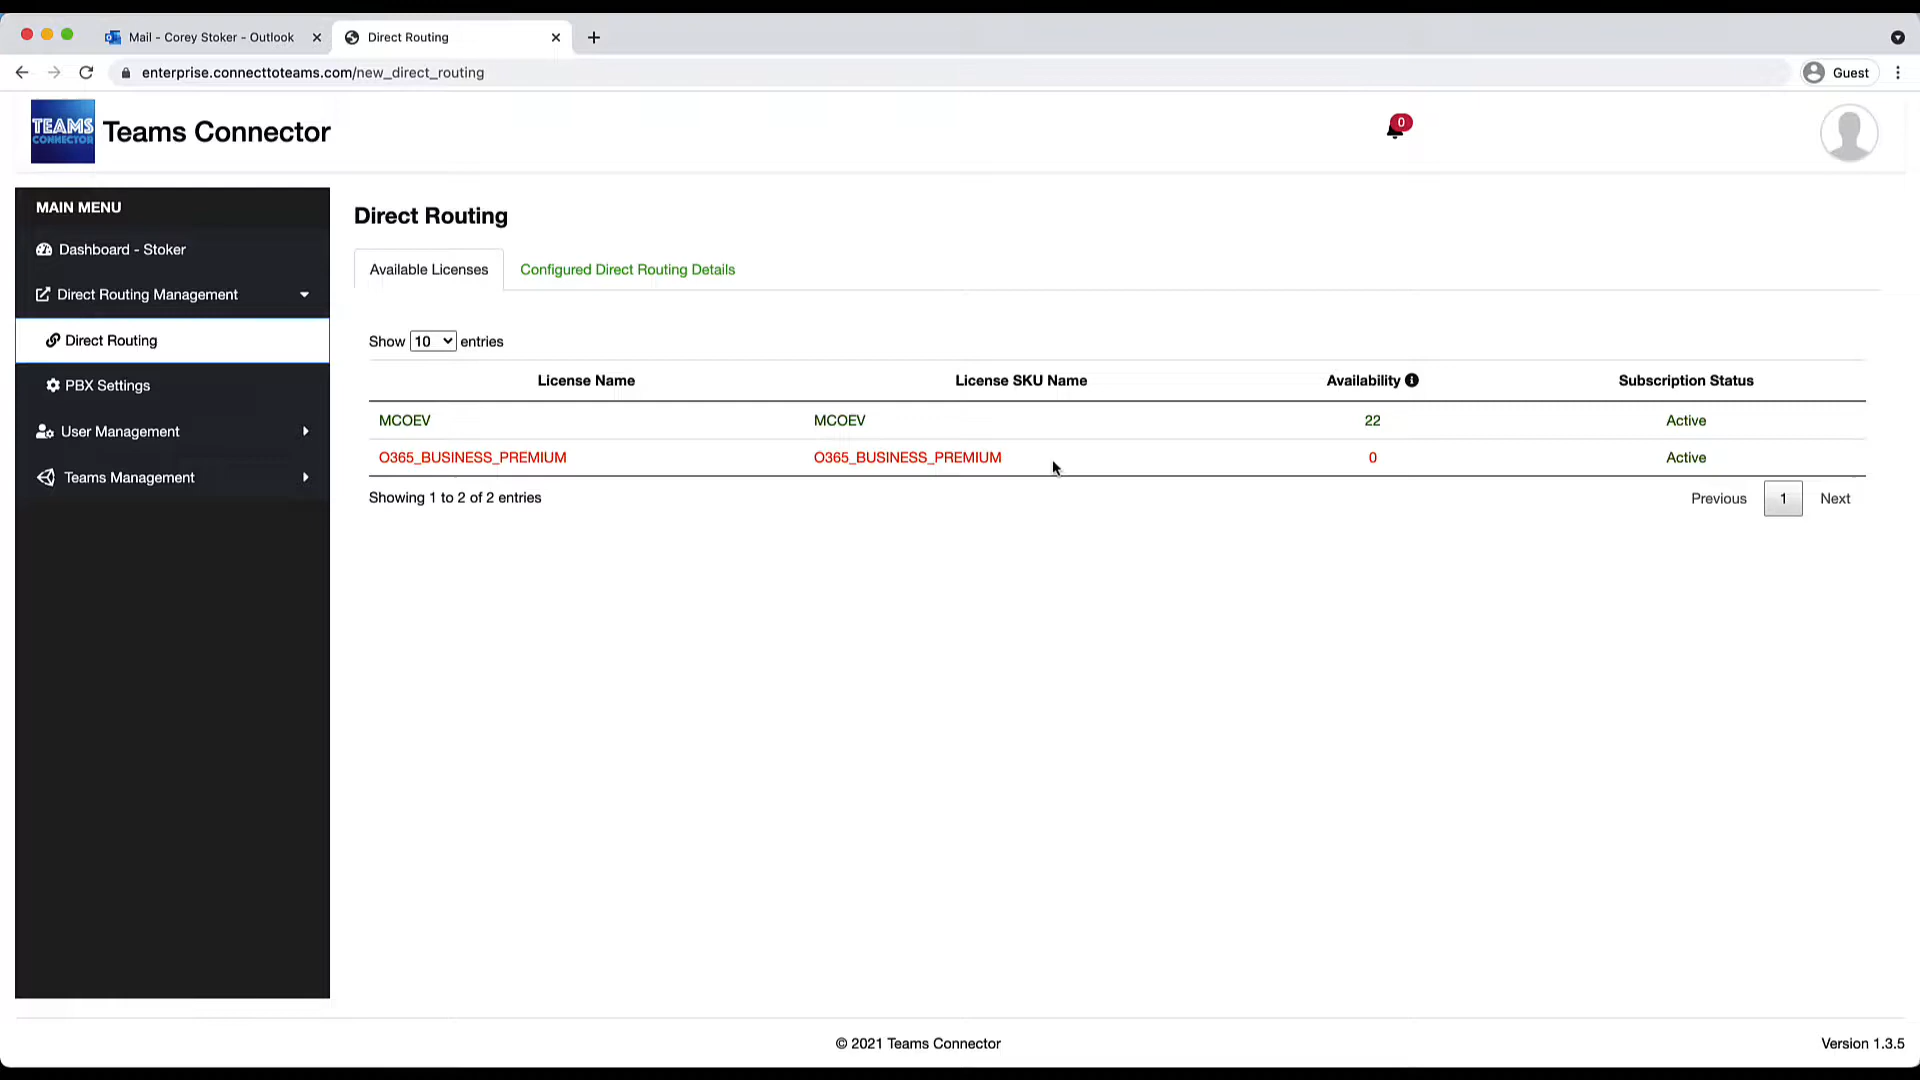 Mail - Corey Stoker - Outlook
Direct Routing
enterprise.connecttoteams.com/new_direct_routing
Guest
TEAMS
CONNECTOR
Teams Connector
0
MAIN MENU
Dashboard - Stoker
Direct Routing Management
Direct Routing
PBX Settings
User Management
Teams Management
Direct Routing
Available Licenses
Configured Direct Routing Details
Show 10 entries
License Name License SKU Name Availability Subscription Status
MCOEV MCOEV 22 Active
O365_BUSINESS_PREMIUM O365_BUSINESS_PREMIUM 0 Active
Showing 1 to 2 of 2 entries
Previous 1 Next
© 2021 Teams Connector
Version 1.3.5